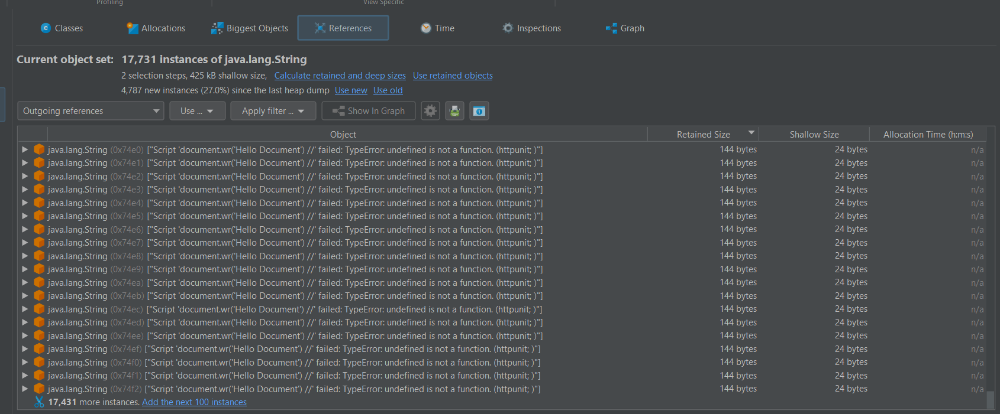 Profiling View Specific
Classes Allocations Biggest Objects References Time Inspections Graph
Current object set: 17,731 instances of java.lang.String
2 selection steps, 425 kB shallow size, Calculate retained and deep sizes Use retained objects
4,787 new instances (27.0%) since the last heap dump Use new Use old
Outgoing references Use ... Apply filter ... Show In Graph
Object Retained Size Shallow Size Allocation Time (h:m:s)
java.lang.String (0x74e0) ["Script 'document.wr('Hello Document') //' failed: TypeError: undefined is not a function. (httpunit; )"] 144 bytes 24 bytes n/a
java.lang.String (0x74e1) ["Script 'document.wr('Hello Document') //' failed: TypeError: undefined is not a function. (httpunit; )"] 144 bytes 24 bytes n/a
java.lang.String (0x74e2) ["Script 'document.wr('Hello Document') //' failed: TypeError: undefined is not a function. (httpunit; )"] 144 bytes 24 bytes n/a
java.lang.String (0x74e3) ["Script 'document.wr('Hello Document') //' failed: TypeError: undefined is not a function. (httpunit; )"] 144 bytes 24 bytes n/a
java.lang.String (0x74e4) ["Script 'document.wr('Hello Document') //' failed: TypeError: undefined is not a function. (httpunit; )"] 144 bytes 24 bytes n/a
java.lang.String (0x74e5) ["Script 'document.wr('Hello Document') //' failed: TypeError: undefined is not a function. (httpunit; )"] 144 bytes 24 bytes n/a
java.lang.String (0x74e6) ["Script 'document.wr('Hello Document') //' failed: TypeError: undefined is not a function. (httpunit; )"] 144 bytes 24 bytes n/a
java.lang.String (0x74e7) ["Script 'document.wr('Hello Document') //' failed: TypeError: undefined is not a function. (httpunit; )"] 144 bytes 24 bytes n/a
java.lang.String (0x74e8) ["Script 'document.wr('Hello Document') //' failed: TypeError: undefined is not a function. (httpunit; )"] 144 bytes 24 bytes n/a
java.lang.String (0x74e9) ["Script 'document.wr('Hello Document') //' failed: TypeError: undefined is not a function. (httpunit; )"] 144 bytes 24 bytes n/a
java.lang.String (0x74ea) ["Script 'document.wr('Hello Document') //' failed: TypeError: undefined is not a function. (httpunit; )"] 144 bytes 24 bytes n/a
java.lang.String (0x74eb) ["Script 'document.wr('Hello Document') //' failed: TypeError: undefined is not a function. (httpunit; )"] 144 bytes 24 bytes n/a
java.lang.String (0x74ec) ["Script 'document.wr('Hello Document') //' failed: TypeError: undefined is not a function. (httpunit; )"] 144 bytes 24 bytes n/a
java.lang.String (0x74ed) ["Script 'document.wr('Hello Document') //' failed: TypeError: undefined is not a function. (httpunit; )"] 144 bytes 24 bytes n/a
java.lang.String (0x74ee) ["Script 'document.wr('Hello Document') //' failed: TypeError: undefined is not a function. (httpunit; )"] 144 bytes 24 bytes n/a
java.lang.String (0x74ef) ["Script 'document.wr('Hello Document') //' failed: TypeError: undefined is not a function. (httpunit; )"] 144 bytes 24 bytes n/a
java.lang.String (0x74f0) ["Script 'document.wr('Hello Document') //' failed: TypeError: undefined is not a function. (httpunit; )"] 144 bytes 24 bytes n/a
java.lang.String (0x74f1) ["Script 'document.wr('Hello Document') //' failed: TypeError: undefined is not a function. (httpunit; )"] 144 bytes 24 bytes n/a
java.lang.String (0x74f2) ["Script 'document.wr('Hello Document') //' failed: TypeError: undefined is not a function. (httpunit; )"] 144 bytes 24 bytes n/a
17,431 more instances. Add the next 100 instances